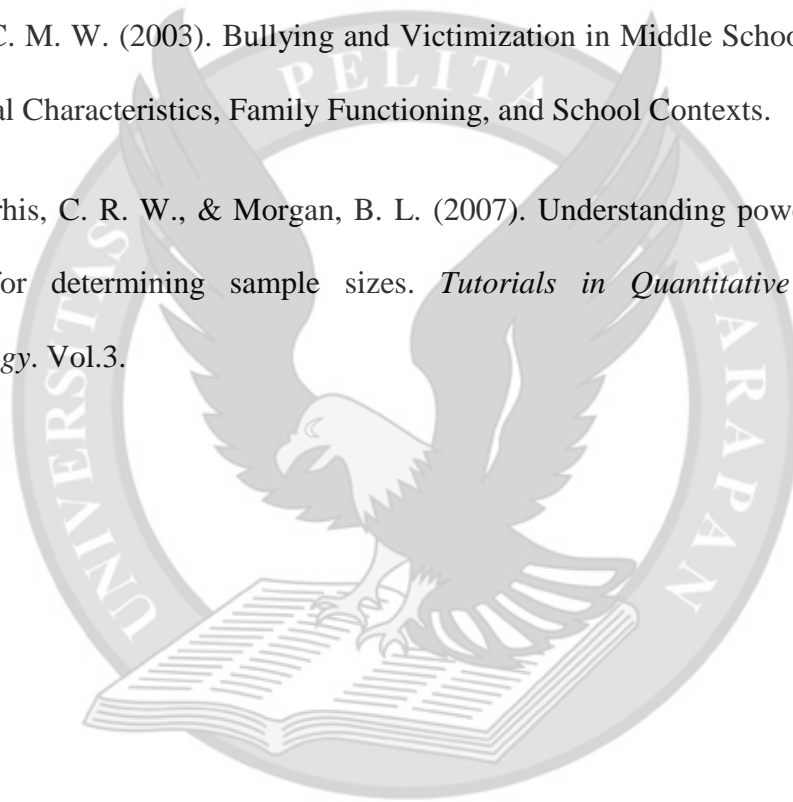 C. M. W. (2003). Bullying and Victimization in Middle Schoo
al Characteristics, Family Functioning, and School Contexts.
rhis, C. R. W., & Morgan, B. L. (2007). Understanding powe
for determining sample sizes. Tutorials in Quantitative
gy. Vol.3.
UNIVERSITAS PELITA HARAPAN